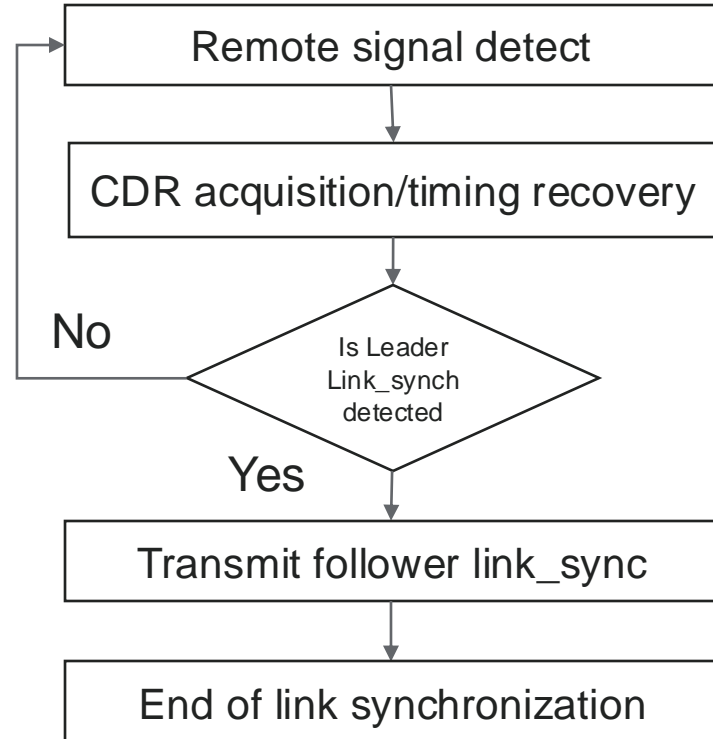 Remote signal detect
CDR acquisition/timing recovery
No
Is Leader
Link_synch
detected
Yes
Transmit follower link_sync
End of link synchronization